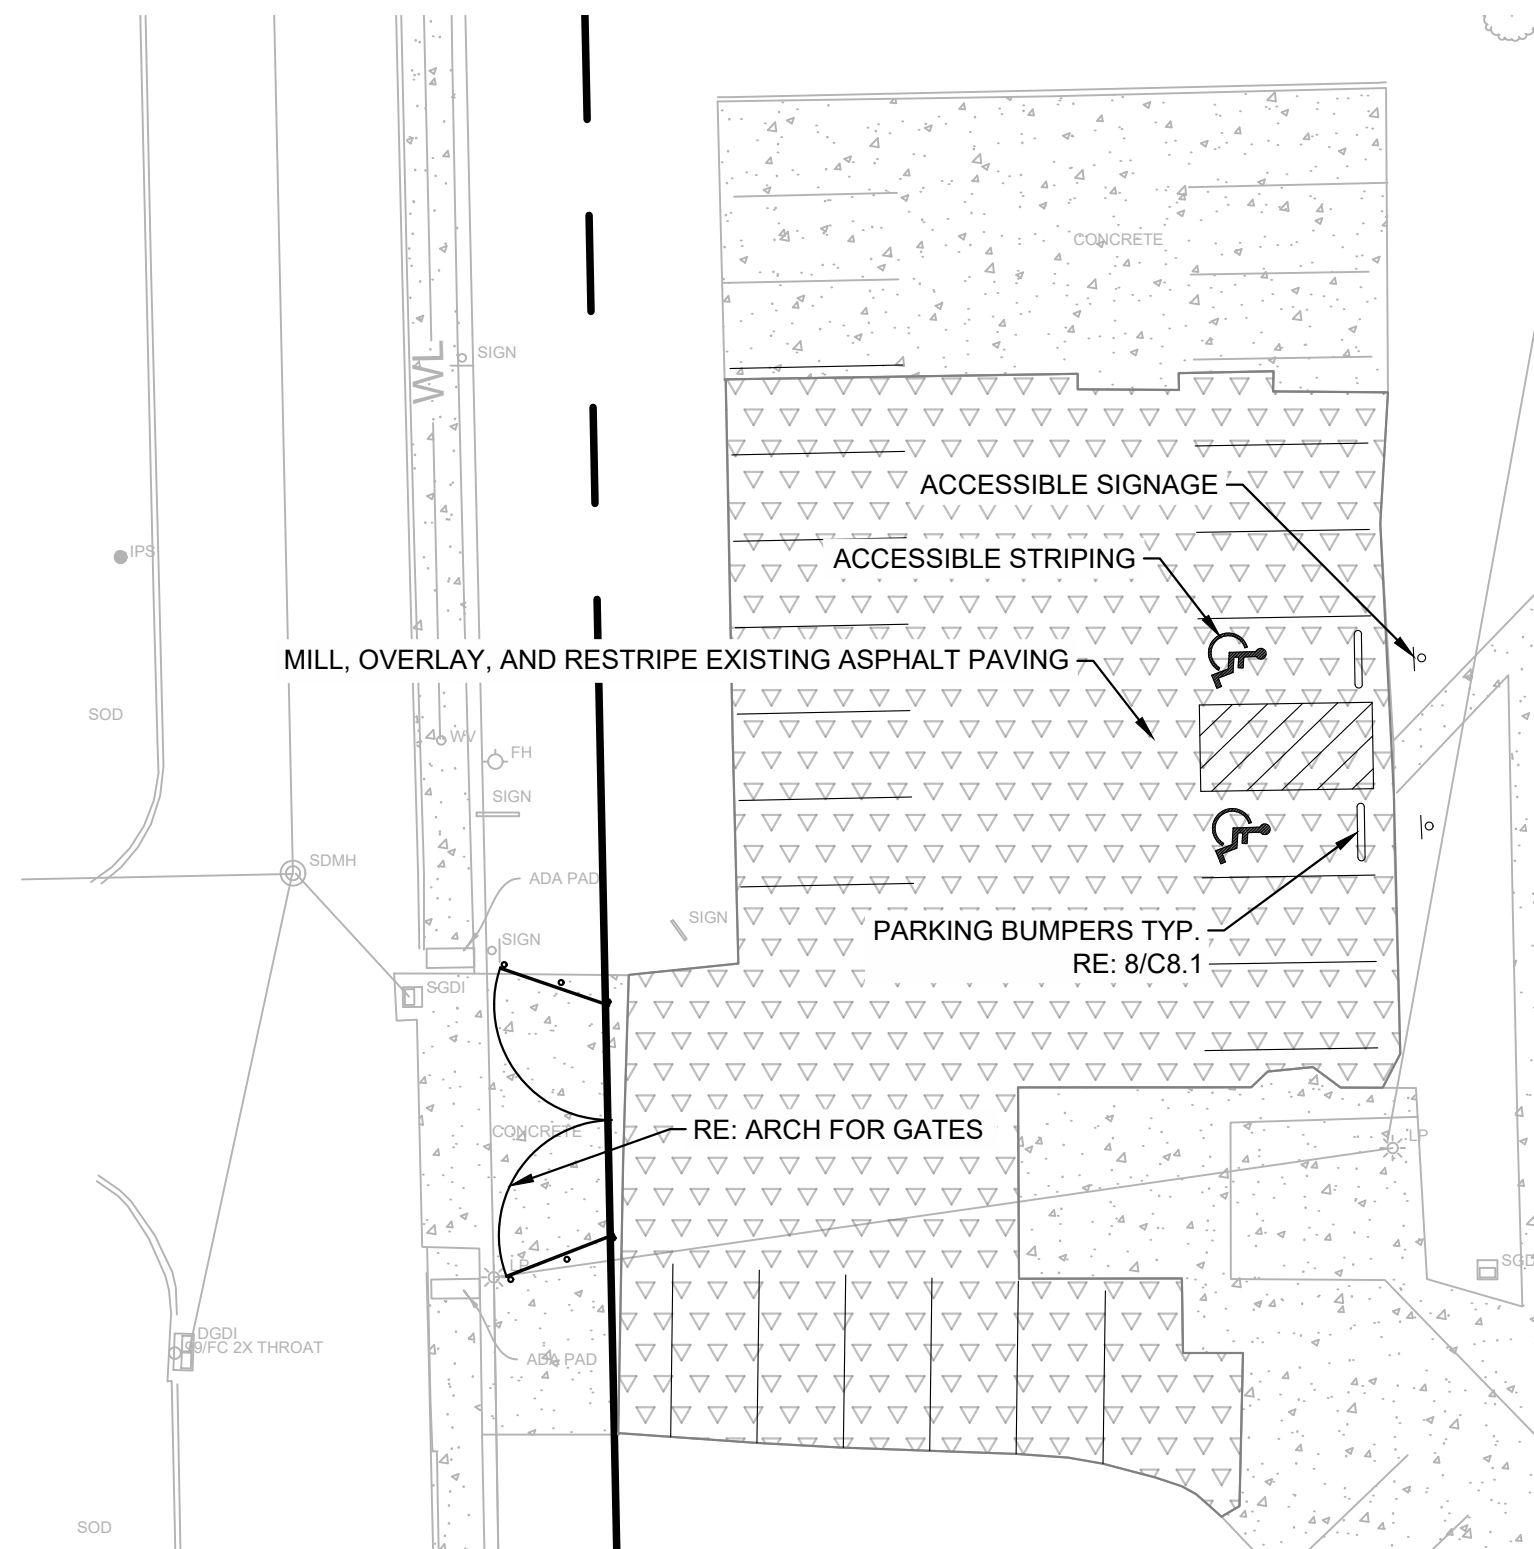 CONCRETE
WL
SIGN
ACCESSIBLE SIGNAGE
IPS
ACCESSIBLE STRIPING
MILL, OVERLAY, AND RESTRIPE EXISTING ASPHALT PAVING
SOD
WV
FH
SIGN
SDMH
ADA PAD
SIGN
SIGN
PARKING BUMPERS TYP.
RE: 8/C8.1
SGDI
CONCRETE
RE: ARCH FOR GATES
LP
LP
SGD
DGDI
99/FC 2X THROAT
ADA PAD
SOD